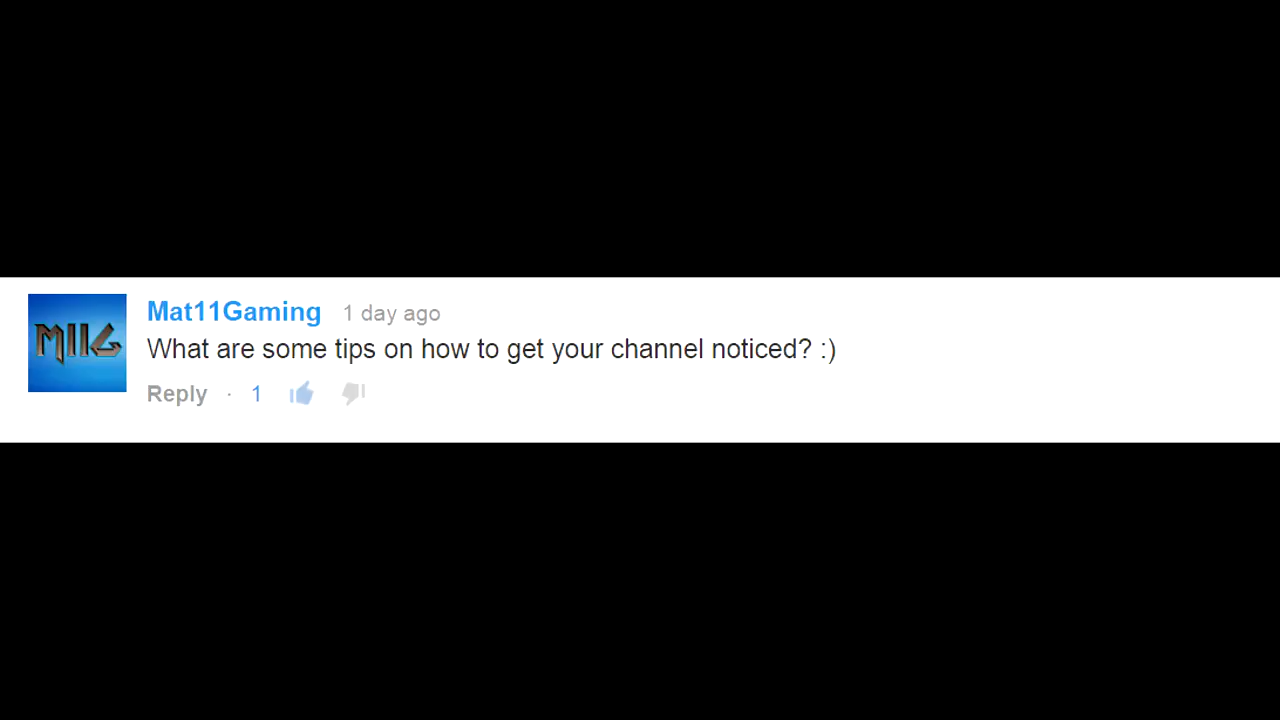 M11G
Mat11Gaming 1 day ago
What are some tips on how to get your channel noticed? :)
Reply · 1